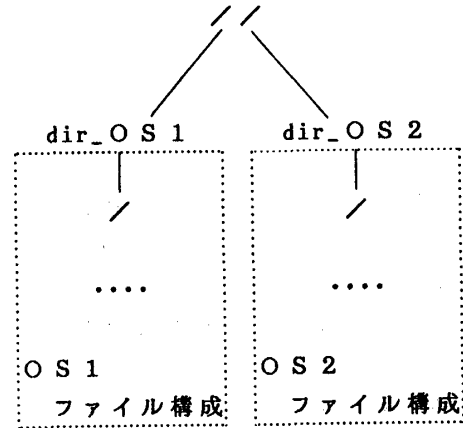 //
dir_OS1 dir_OS2
/ /
‥‥ ‥‥
OS1 OS2
ファイル構成 ファイル構成